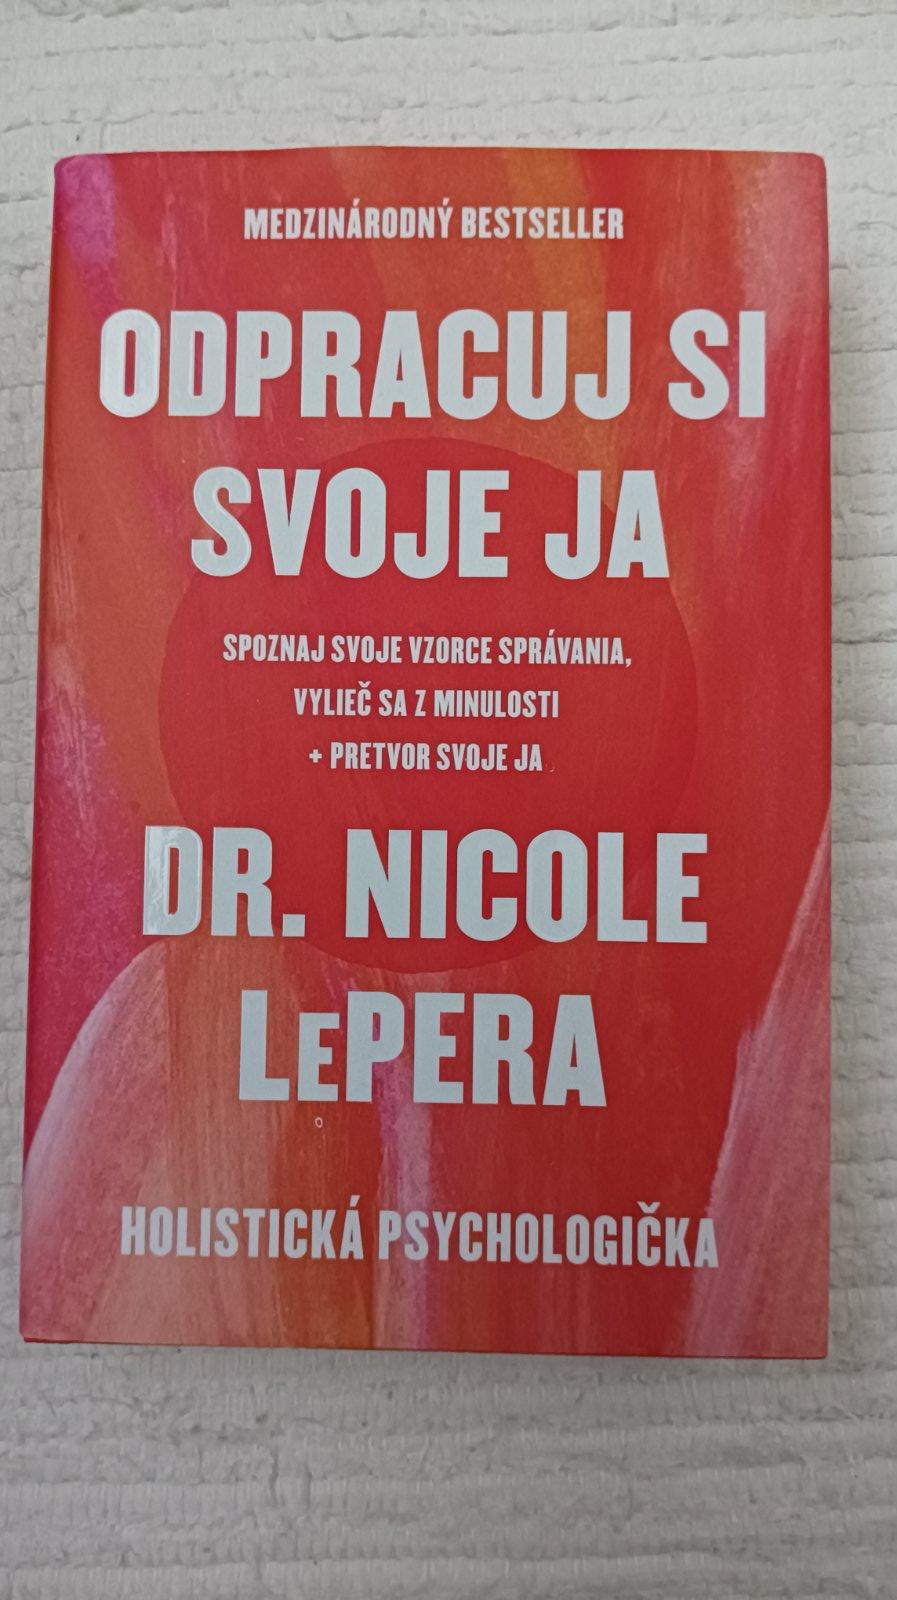 MEDZINÁRODNÝ BESTSELLER
ODPRACUJ SI
SVOJE JA
SPOZNAJ SVOJE VZORCE SPRÁVANIA,
VYLIEČ SA Z MINULOSTI
+ PRETVOR SVOJE JA
DR. NICOLE
LEPERA
HOLISTICKÁ PSYCHOLOGIČKA